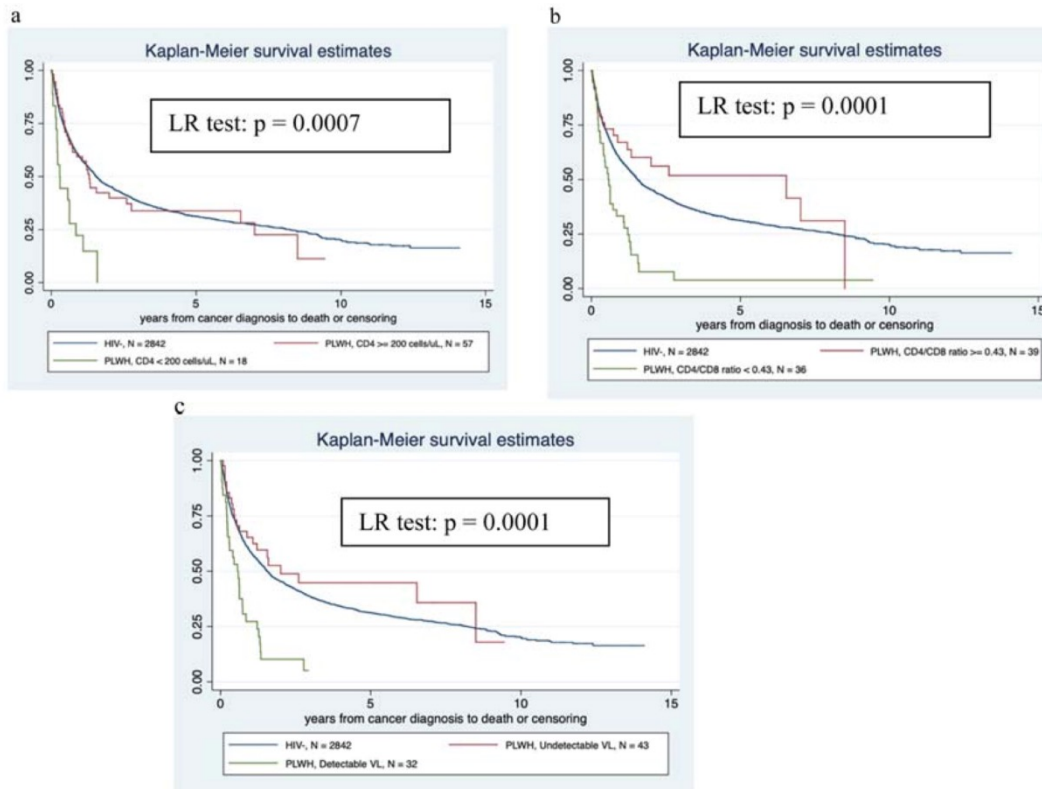 a
Kaplan-Meier survival estimates
LR test: p = 0.0007
1.00
0.75
0.50
0.25
0.00
0 5 10 15
years from cancer diagnosis to death or censoring
HIV-, N = 2842 PLWH, CD4 >= 200 cells/uL, N = 57
PLWH, CD4 < 200 cells/uL, N = 18
b
Kaplan-Meier survival estimates
LR test: p = 0.0001
1.00
0.75
0.50
0.25
0.00
0 5 10 15
years from cancer diagnosis to death or censoring
HIV-, N = 2842 PLWH, CD4/CD8 ratio >= 0.43, N = 39
PLWH, CD4/CD8 ratio < 0.43, N = 36
c
Kaplan-Meier survival estimates
LR test: p = 0.0001
1.00
0.75
0.50
0.25
0.00
0 5 10 15
years from cancer diagnosis to death or censoring
HIV-, N = 2842 PLWH, Undetectable VL, N = 43
PLWH, Detectable VL, N = 32